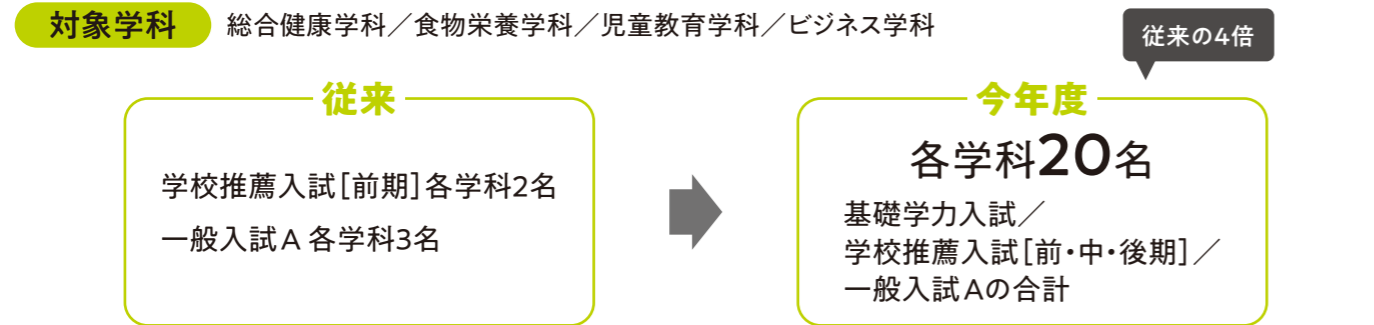 対象学科 総合健康学科／食物栄養学科／児童教育学科／ビジネス学科
従来の4倍
従来
学校推薦入試［前期］各学科2名
一般入試A 各学科3名
今年度
各学科20名
基礎学力入試／
学校推薦入試［前・中・後期］／
一般入試Aの合計